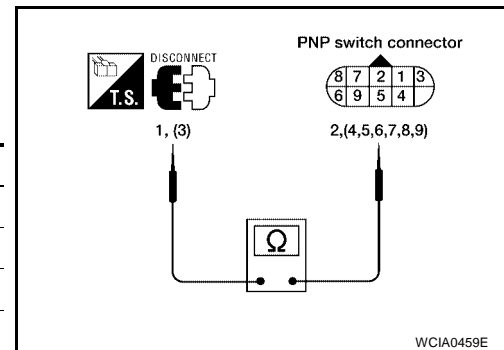 PNP switch connector
DISCONNECT
T.S.
8 7 2 1 3
6 9 5 4
1, (3)
2,(4,5,6,7,8,9)
Ω
WCIA0459E